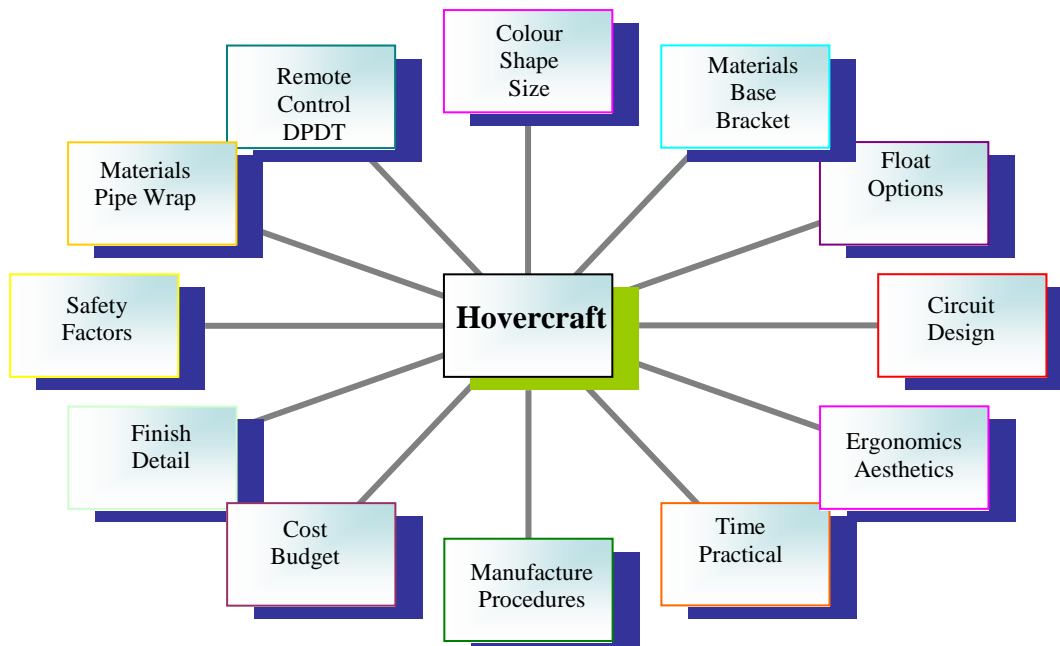 Colour
Shape
Size
Materials
Base
Bracket
Float
Options
Circuit
Design
Ergonomics
Aesthetics
Time
Practical
Manufacture
Procedures
Cost
Budget
Finish
Detail
Safety
Factors
Materials
Pipe Wrap
Remote
Control
DPDT
Hovercraft